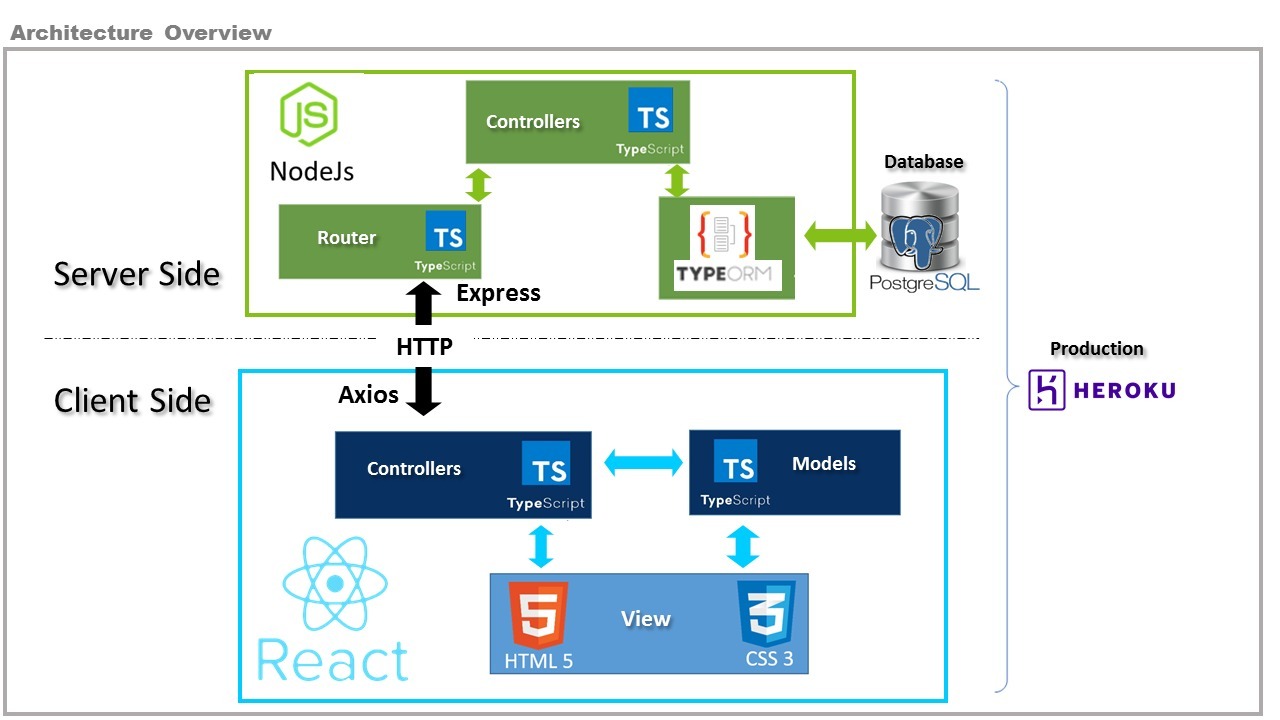 Architecture Overview
JS
NodeJs
Controllers
TS
TypeScript
Router
TS
TypeScript
TYPEORM
Database
PostgreSQL
Server Side
Express
HTTP
Production
HEROKU
Client Side
Axios
Controllers
TS
TypeScript
TS
TypeScript
Models
React
5
HTML 5
View
3
CSS 3